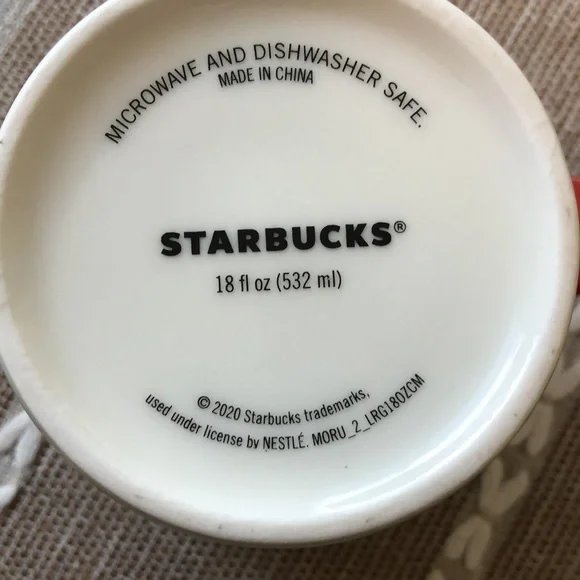 MICROWAVE AND DISHWASHER SAFE.
MADE IN CHINA
STARBUCKS®
18 fl oz (532 ml)
© 2020 Starbucks trademarks,
used under license by NESTLÉ. MORU_2_LRG18OZCM